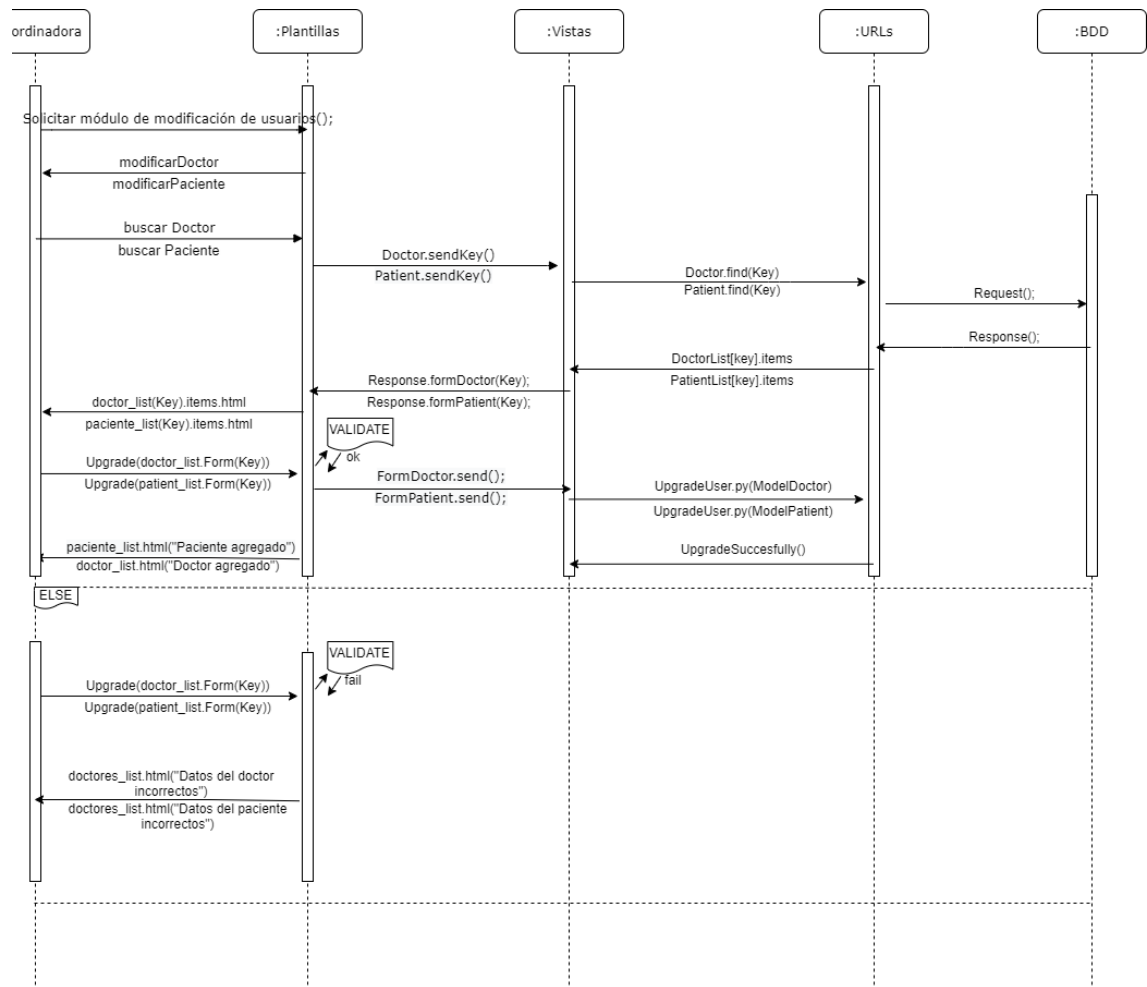 ordinadora
:Plantillas
:Vistas
:URLs
:BDD
Solicitar módulo de modificación de usuarios();
modificarDoctor
modificarPaciente
buscar Doctor
buscar Paciente
Doctor.sendKey()
Patient.sendKey()
Doctor.find(Key)
Patient.find(Key)
Request();
Response();
DoctorList[key].items
PatientList[key].items
Response.formDoctor(Key);
Response.formPatient(Key);
doctor_list(Key).items.html
paciente_list(Key).items.html
VALIDATE
ok
Upgrade(doctor_list.Form(Key))
Upgrade(patient_list.Form(Key))
FormDoctor.send();
FormPatient.send();
UpgradeUser.py(ModelDoctor)
UpgradeUser.py(ModelPatient)
UpgradeSuccesfully()
paciente_list.html("Paciente agregado")
doctor_list.html("Doctor agregado")
ELSE
VALIDATE
fail
Upgrade(doctor_list.Form(Key))
Upgrade(patient_list.Form(Key))
doctores_list.html("Datos del doctor
incorrectos")
doctores_list.html("Datos del paciente
incorrectos")